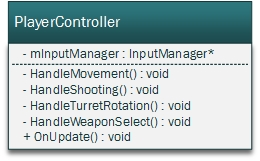 PlayerController
- mInputManager : InputManager*
- HandleMovement() : void
- HandleShooting() : void
- HandleTurretRotation() : void
- HandleWeaponSelect() : void
+ OnUpdate() : void